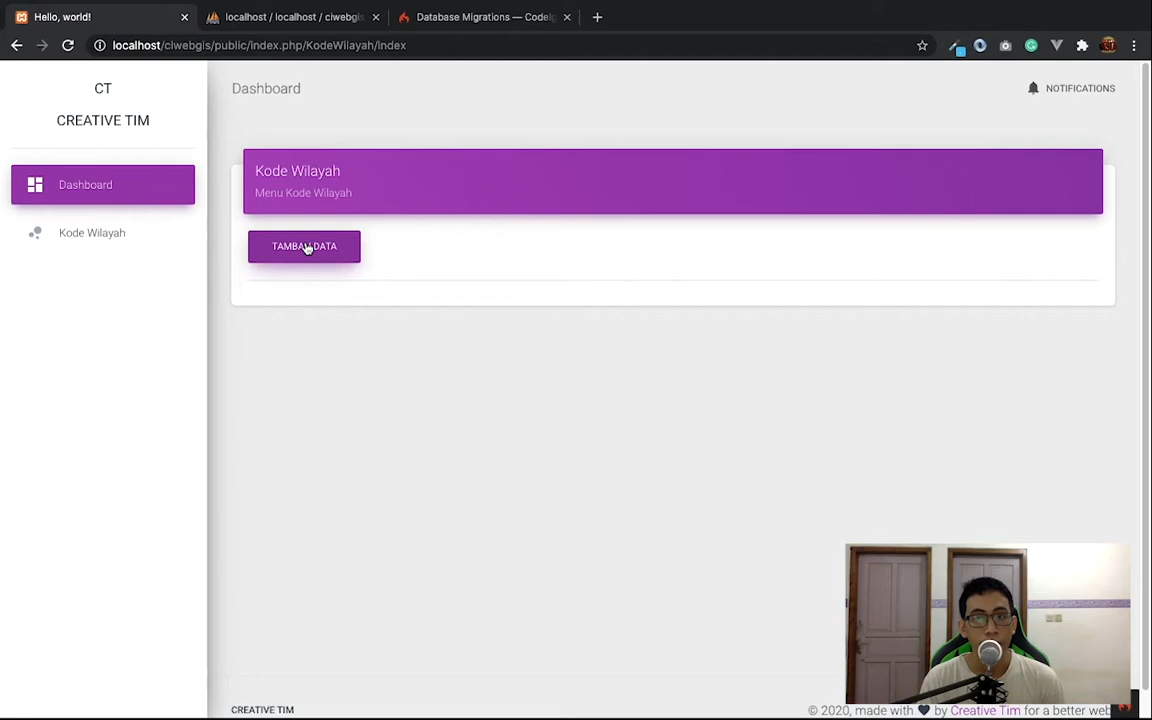 Hello, world!
localhost / localhost / ciwebgis
Database Migrations — CodeIg
localhost/ciwebgis/public/index.php/KodeWilayah/index
CT
CREATIVE TIM
Dashboard
Kode Wilayah
Dashboard
NOTIFICATIONS
Kode Wilayah
Menu Kode Wilayah
TAMBAH DATA
CREATIVE TIM
© 2020, made with by Creative Tim for a better web